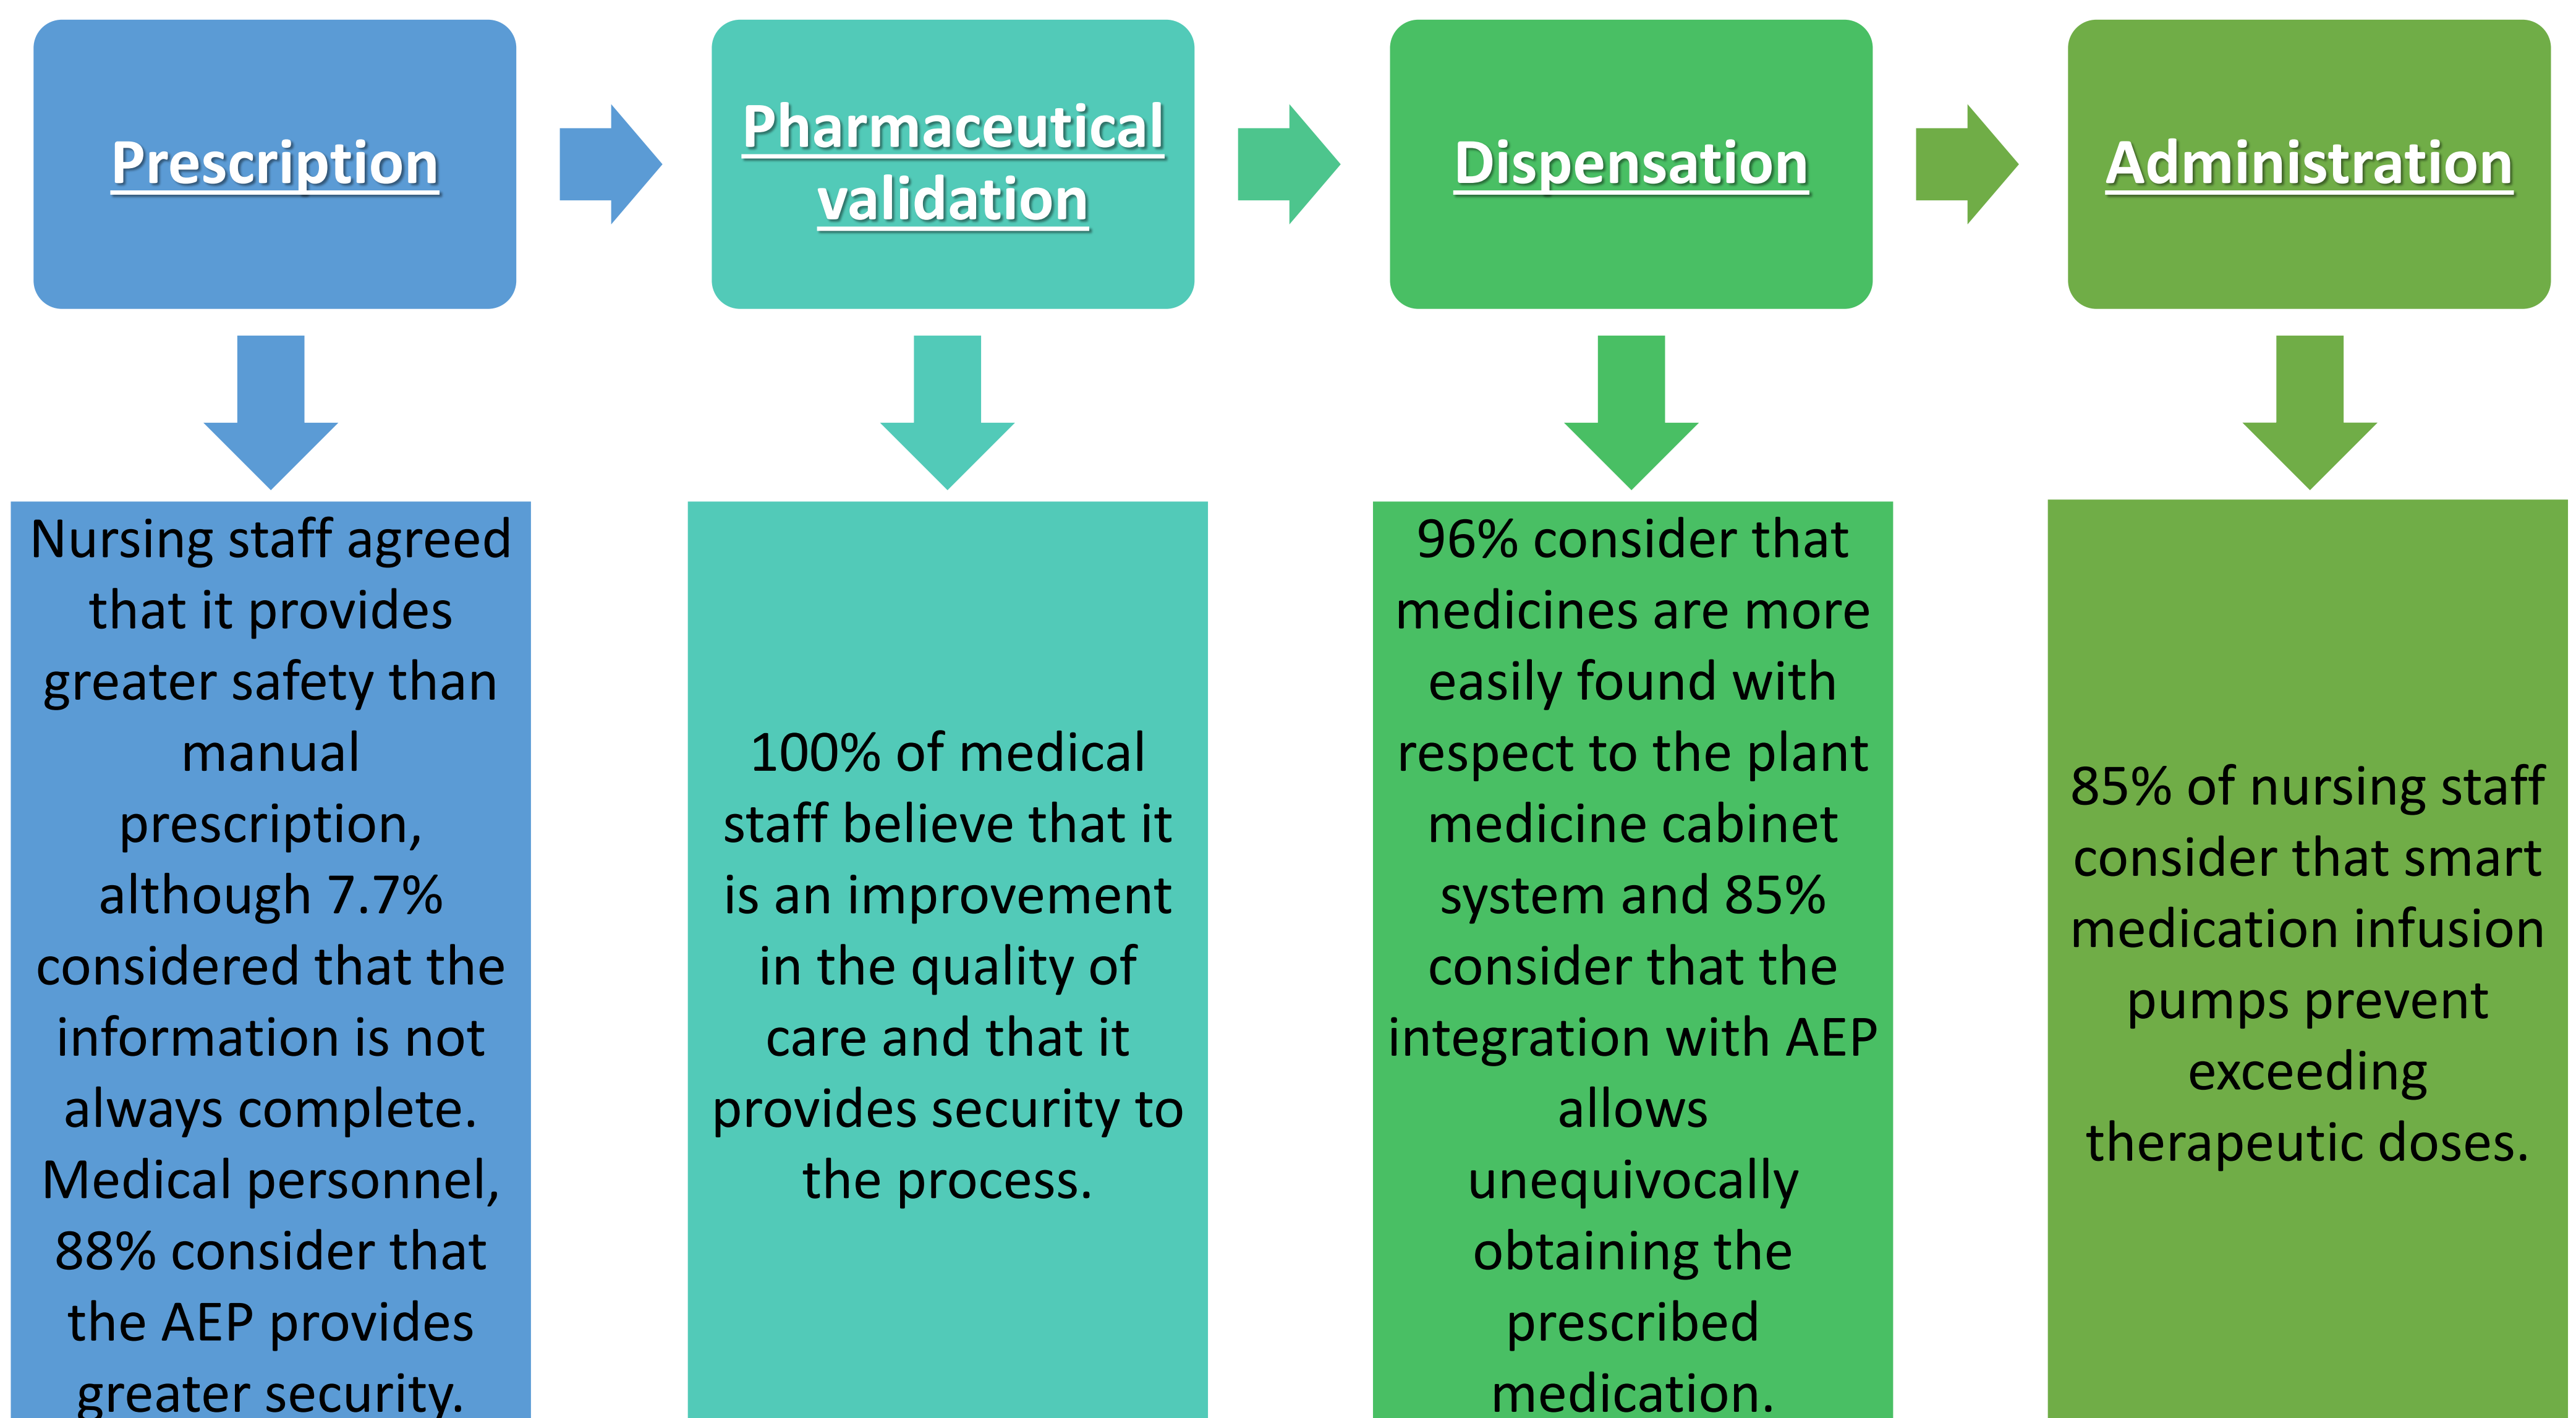 Prescription
Pharmaceutical
validation
Dispensation
Administration
Nursing staff agreed
that it provides
greater safety than
manual
prescription,
although 7.7%
considered that the
information is not
always complete.
Medical personnel,
88% consider that
the AEP provides
greater security.
100% of medical
staff believe that it
is an improvement
in the quality of
care and that it
provides security to
the process.
96% consider that
medicines are more
easily found with
respect to the plant
medicine cabinet
system and 85%
consider that the
integration with AEP
allows
unequivocally
obtaining the
prescribed
medication.
85% of nursing staff
consider that smart
medication infusion
pumps prevent
exceeding
therapeutic doses.